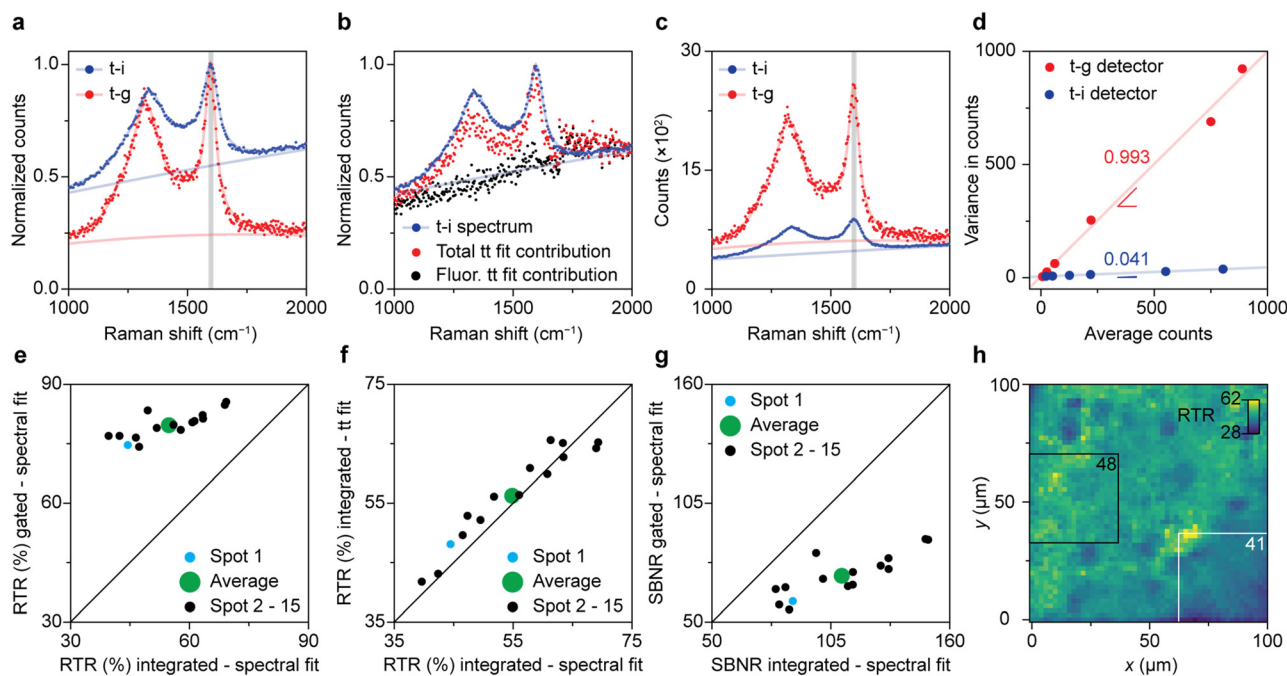 a
1.0
0.5
0.0
Normalized counts
t-i
t-g
1000
1500
2000
Raman shift (cm⁻¹)
b
1.0
0.5
0.0
Normalized counts
t-i spectrum
Total tt fit contribution
Fluor. tt fit contribution
1000
1500
2000
Raman shift (cm⁻¹)
c
30
15
0
Counts (×10²)
t-i
t-g
1000
1500
2000
Raman shift (cm⁻¹)
d
1000
500
0
Variance in counts
t-g detector
t-i detector
0.993
0.041
0
500
1000
Average counts
e
90
60
30
RTR (%) gated - spectral fit
Spot 1
Average
Spot 2 - 15
30
60
90
RTR (%) integrated - spectral fit
f
75
55
35
RTR (%) integrated - tt fit
Spot 1
Average
Spot 2 - 15
35
55
75
RTR (%) integrated - spectral fit
g
160
105
50
SBNR gated - spectral fit
Spot 1
Average
Spot 2 - 15
50
105
160
SBNR integrated - spectral fit
h
100
50
0
y (µm)
62
RTR
28
48
41
0
50
100
x (µm)